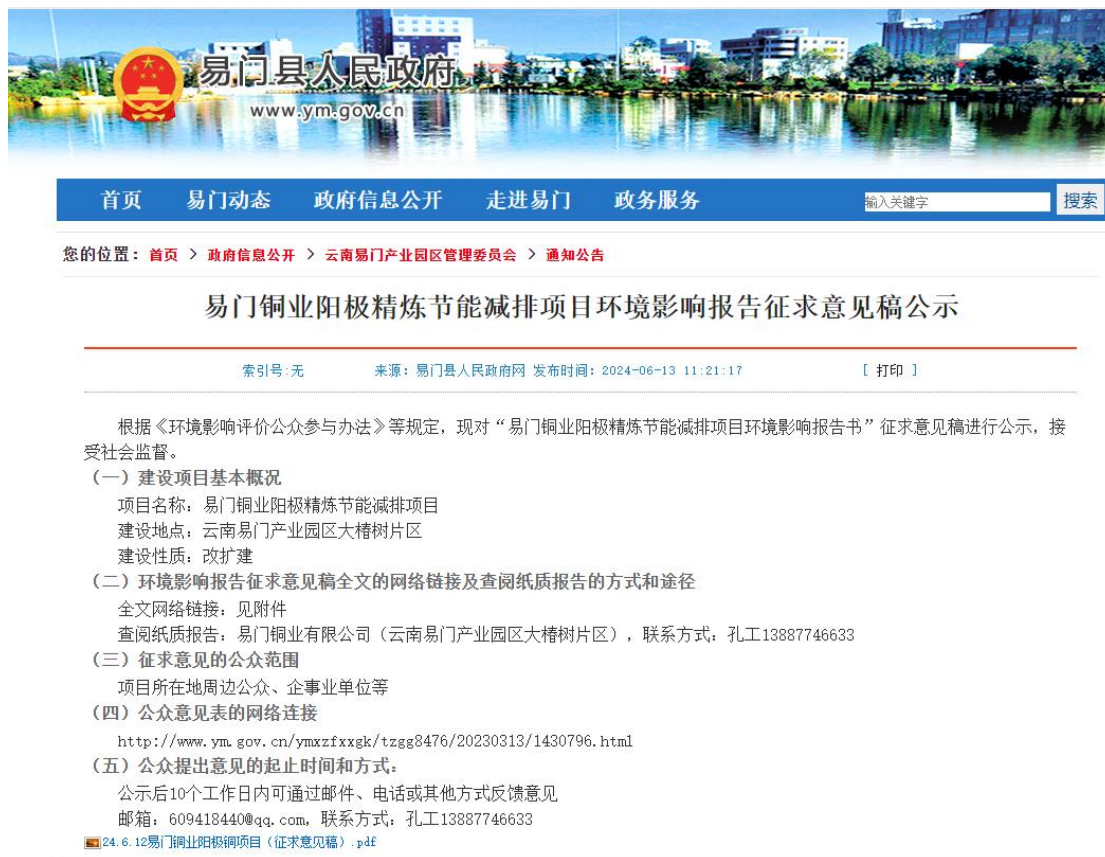 易门县人民政府
www.ym.gov.cn
首页 易门动态 政府信息公开 走进易门 政务服务 输入关键字 搜索
您的位置：首页 > 政府信息公开 > 云南易门产业园区管理委员会 > 通知公告
易门铜业阳极精炼节能减排项目环境影响报告征求意见稿公示
索引号:无 来源：易门县人民政府网 发布时间：2024-06-13 11:21:17 [ 打印 ]
根据《环境影响评价公众参与办法》等规定，现对“易门铜业阳极精炼节能减排项目环境影响报告书”征求意见稿进行公示，接
受社会监督。
（一）建设项目基本概况
项目名称：易门铜业阳极精炼节能减排项目
建设地点：云南易门产业园区大椿树片区
建设性质：改扩建
（二）环境影响报告征求意见稿全文的网络链接及查阅纸质报告的方式和途径
全文网络链接：见附件
查阅纸质报告：易门铜业有限公司（云南易门产业园区大椿树片区），联系方式：孔工13887746633
（三）征求意见的公众范围
项目所在地周边公众、企事业单位等
（四）公众意见表的网络连接
http://www.ym.gov.cn/ymxzfxxgk/tzgg8476/20230313/1430796.html
（五）公众提出意见的起止时间和方式：
公示后10个工作日内可通过邮件、电话或其他方式反馈意见
邮箱：609418440@qq.com，联系方式：孔工13887746633
24.6.12易门铜业阳极铜项目（征求意见稿）.pdf